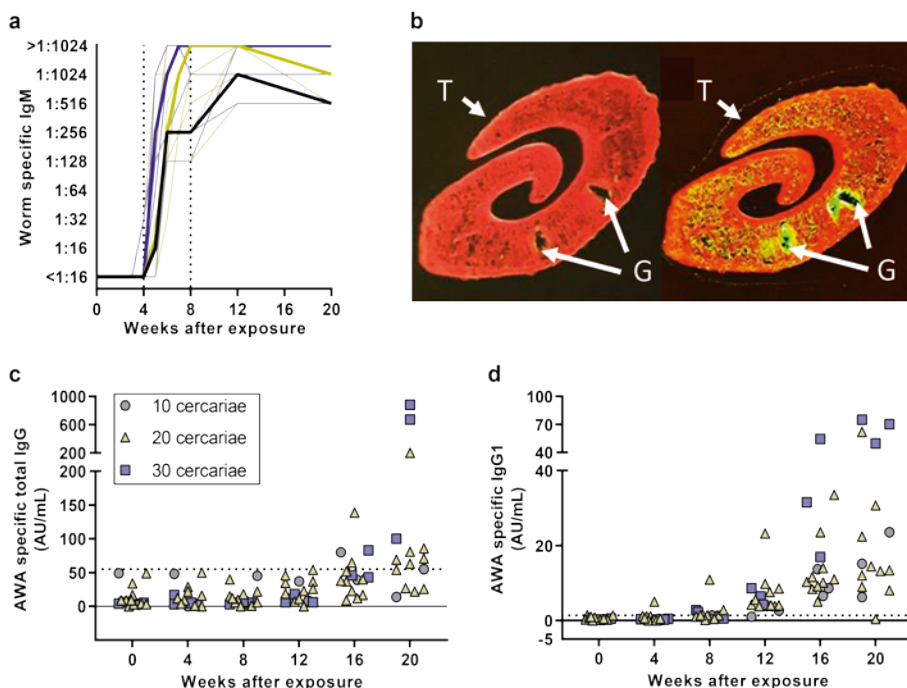 a
Worm specific IgM
>1:1024
1:1024
1:516
1:256
1:128
1:64
1:32
1:16
<1:16
0 4 8 12 16 20
Weeks after exposure
b
T
G
T
G
c
AWA specific total IgG
(AU/mL)
1000
800
600
400
200
200
150
100
50
0
10 cercariae
20 cercariae
30 cercariae
0 4 8 12 16 20
Weeks after exposure
d
AWA specific IgG1
(AU/mL)
100
70
40
40
20
0
-5
0 4 8 12 16 20
Weeks after exposure